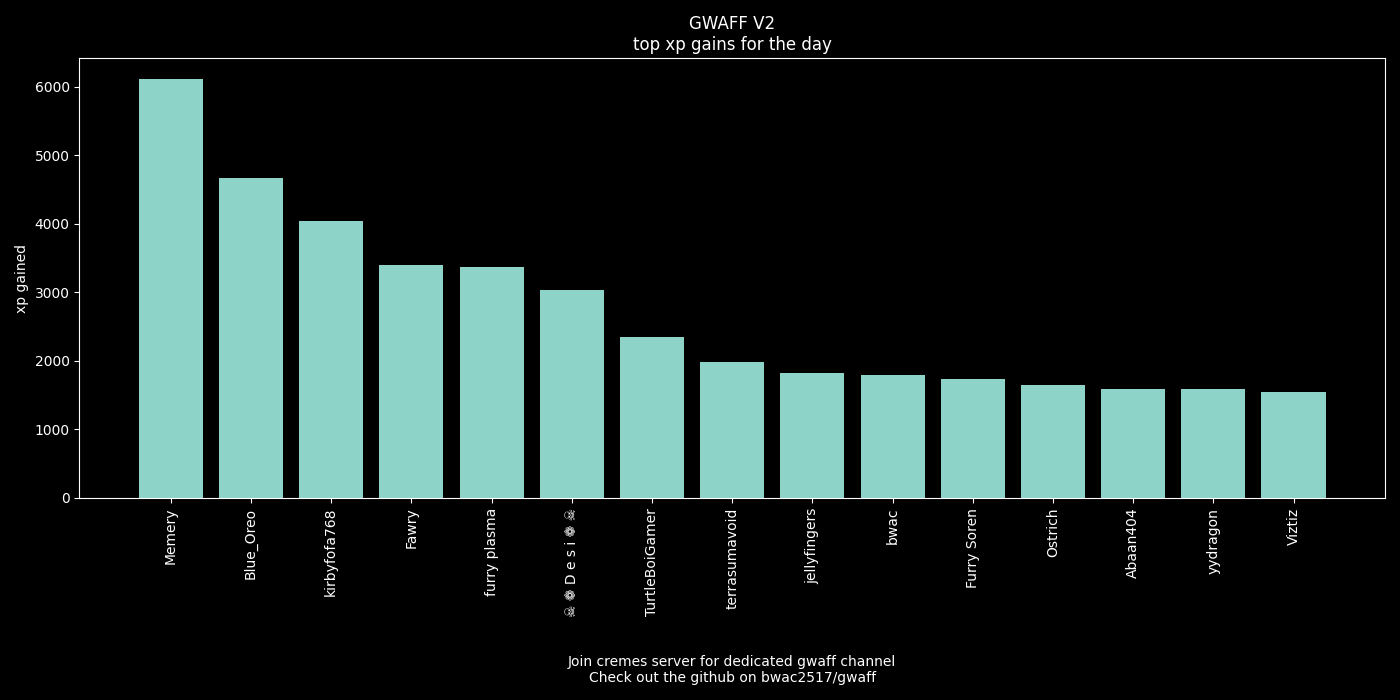 GWAFF V2
top xp gains for the day
xp gained
6000
5000
4000
3000
2000
1000
0
Memery
Blue_Oreo
kirbyfofa768
Fawry
furry plasma
☠ ❁ D e s i ❁ ☠
TurtleBoiGamer
terrasumavoid
jellyfingers
bwac
Furry Soren
Ostrich
Abaan404
yydragon
Viztiz
Join cremes server for dedicated gwaff channel
Check out the github on bwac2517/gwaff